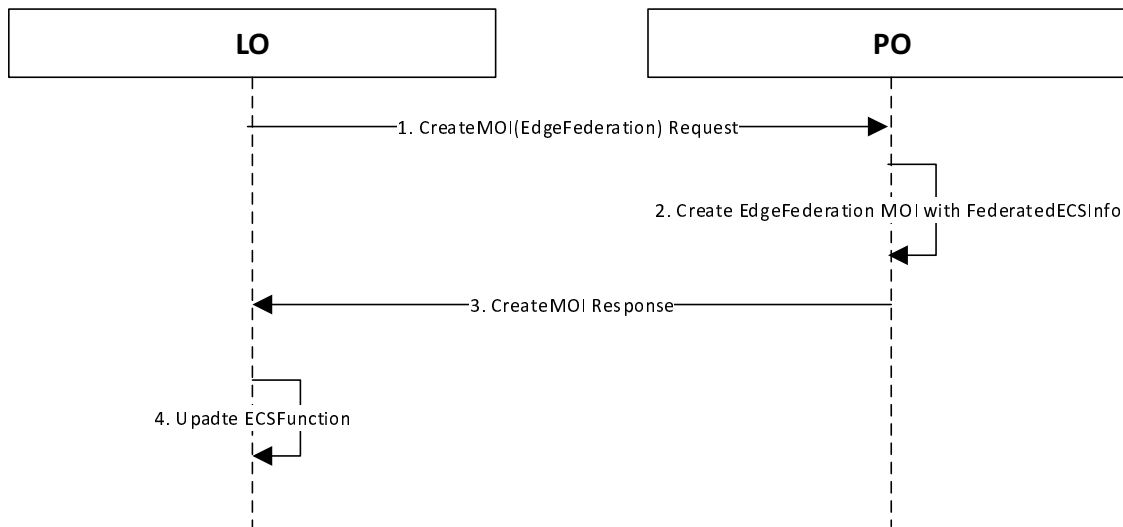 LO
PO
1. CreateMOI(EdgeFederation) Request
2. Create EdgeFederation MOI with FederatedECSInfo
3. CreateMOI Response
4. Upadte ECSFunction